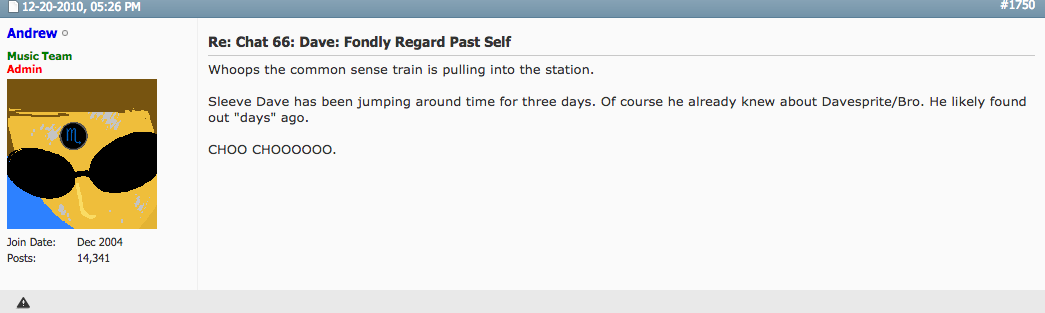 12-20-2010, 05:26 PM #1750
Andrew
Music Team
Admin
Re: Chat 66: Dave: Fondly Regard Past Self
Whoops the common sense train is pulling into the station.
Sleeve Dave has been jumping around time for three days. Of course he already knew about Davesprite/Bro. He likely found
out "days" ago.
CHOO CHOOOOOO.
♏
Join Date: Dec 2004
Posts: 14,341